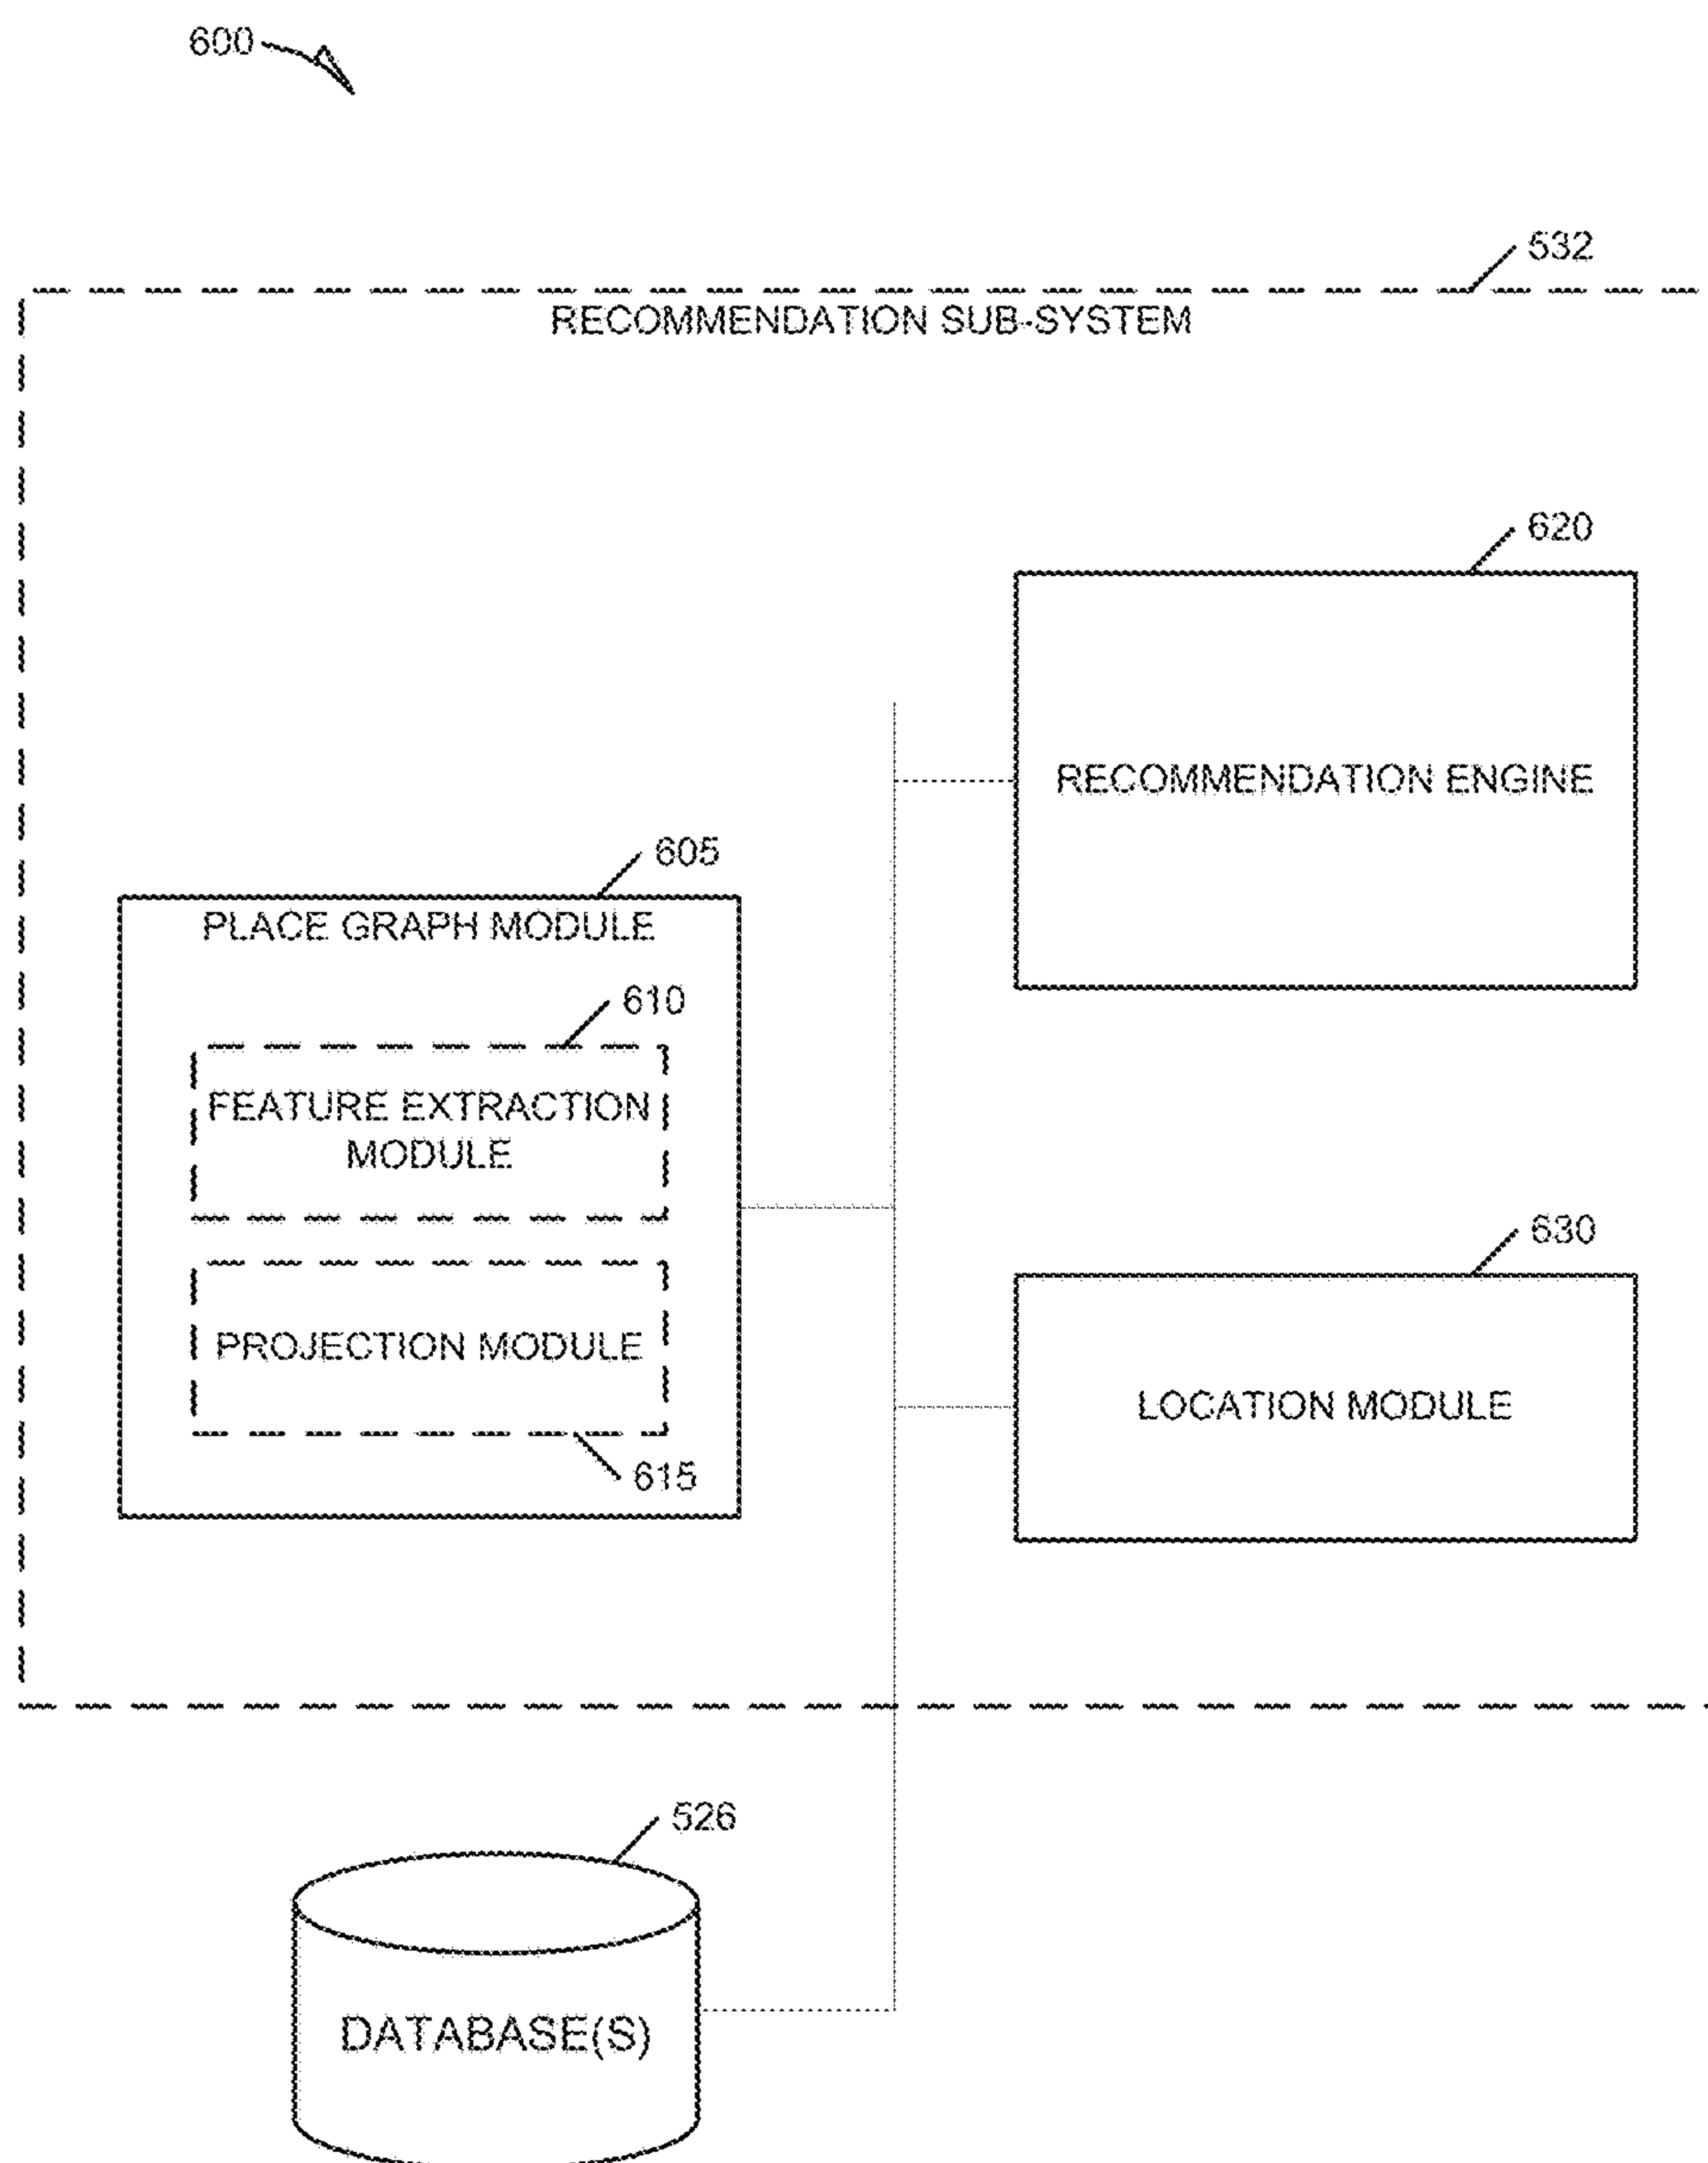 600
532
RECOMMENDATION SUB-SYSTEM
620
RECOMMENDATION ENGINE
605
PLACE GRAPH MODULE
610
FEATURE EXTRACTION
MODULE
PROJECTION MODULE
615
630
LOCATION MODULE
526
DATABASE(S)